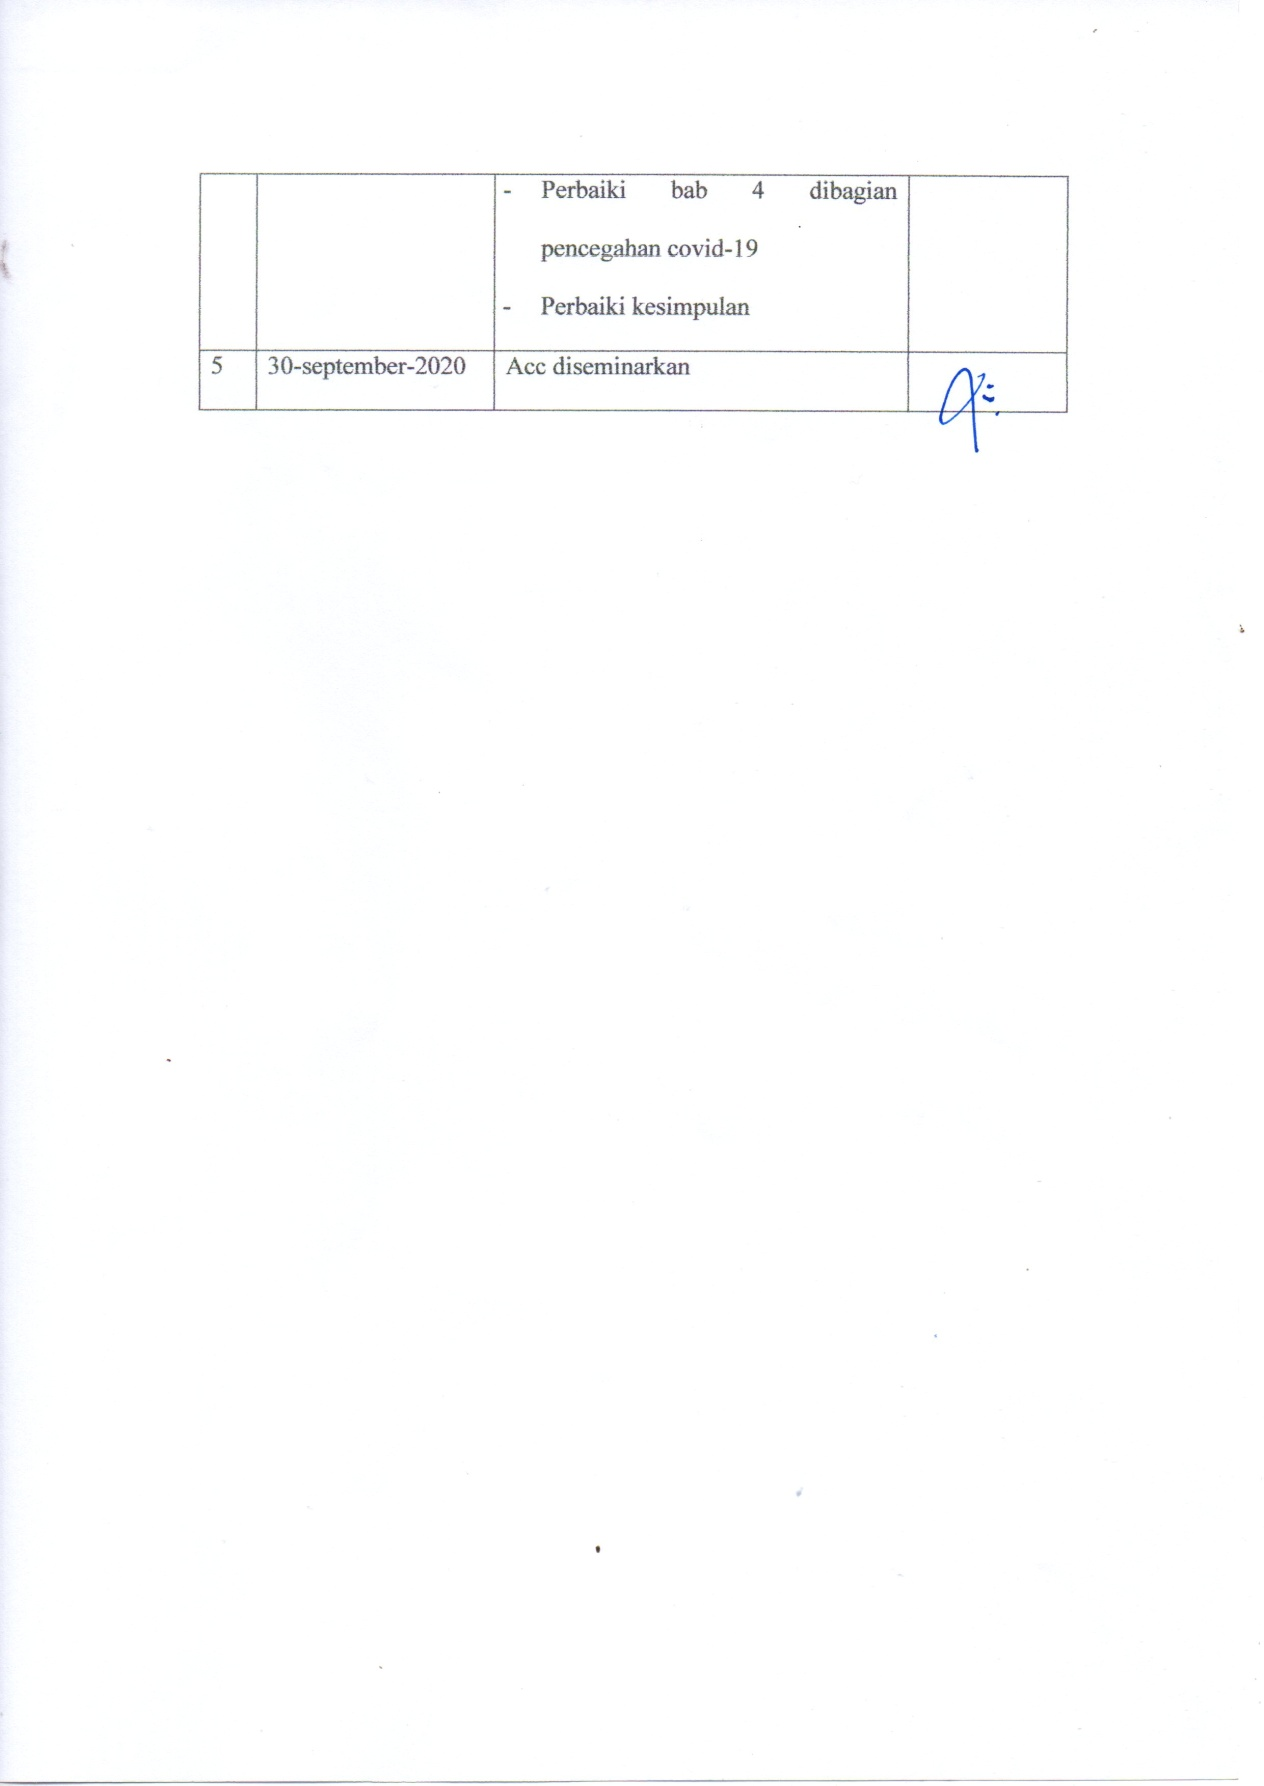 - Perbaiki bab 4 dibagian
pencegahan covid-19
- Perbaiki kesimpulan
5 30-september-2020 Acc diseminarkan